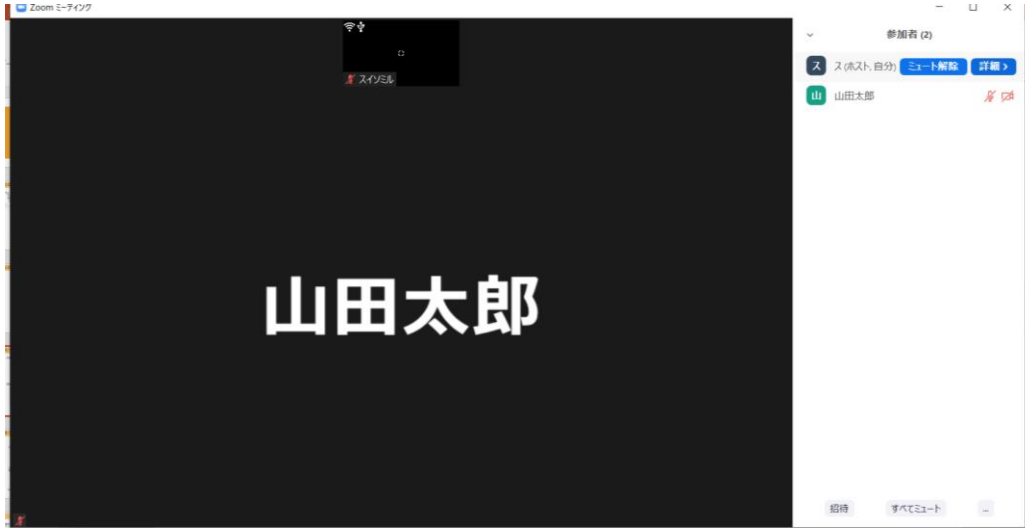 Zoom ミーティング
スイソミル
山田太郎
参加者 (2)
ス
ス (ホスト, 自分)
ミュート解除
詳細 >
山
山田太郎
招待
すべてミュート
...